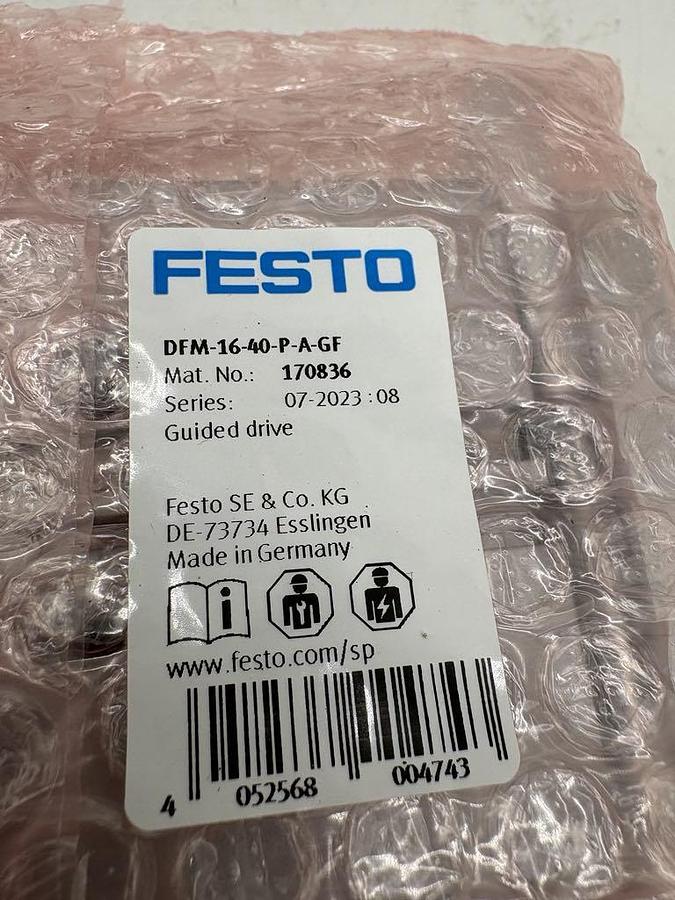 FESTO
DFM-16-40-P-A-GF
Mat. No.: 170836
Series: 07-2023 : 08
Guided drive
Festo SE & Co. KG
DE-73734 Esslingen
Made in Germany
www.festo.com/sp
4 052568 004743